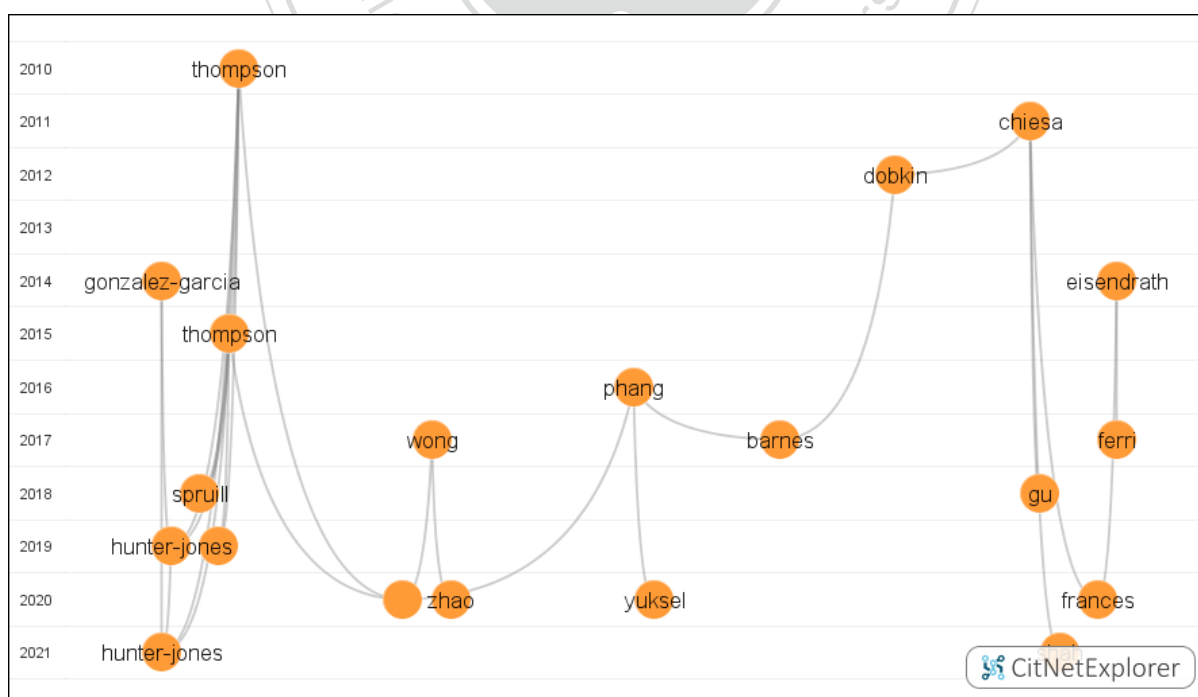 2010 thompson
2011 chiesa
2012 dobkin
2013
2014 gonzalez-garcia eisendrath
2015 thompson
2016 phang
2017 wong barnes ferri
2018 spruill gu
2019 hunter-jones
2020 zhao yuksel frances
2021 hunter-jones
CitNetExplorer